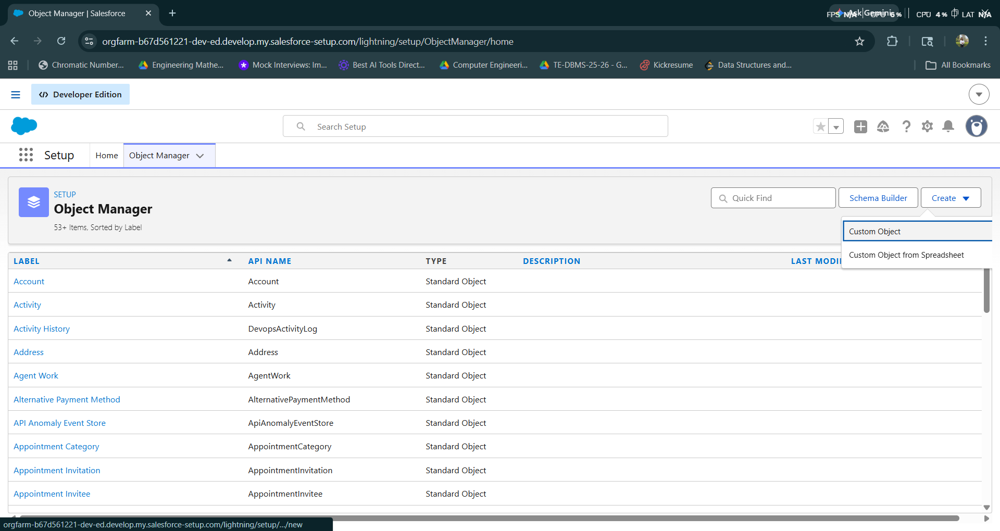 Object Manager | Salesforce
Ask Gemini
FPS N/A GPU 6 % CPU 4 % LAT N/A
orgfarm-b67d561221-dev-ed.develop.my.salesforce-setup.com/lightning/setup/ObjectManager/home
Chromatic Number... Engineering Mathe... Mock Interviews: Im... Best AI Tools Direct... Computer Engineeri... TE-DBMS-25-26 - G... Kickresume Data Structures and... All Bookmarks
Developer Edition
Search Setup
Setup Home Object Manager
SETUP
Object Manager
53+ Items, Sorted by Label
Quick Find Schema Builder Create
Custom Object
Custom Object from Spreadsheet
LABEL API NAME TYPE DESCRIPTION LAST MODI
Account Account Standard Object
Activity Activity Standard Object
Activity History DevopsActivityLog Standard Object
Address Address Standard Object
Agent Work AgentWork Standard Object
Alternative Payment Method AlternativePaymentMethod Standard Object
API Anomaly Event Store ApiAnomalyEventStore Standard Object
Appointment Category AppointmentCategory Standard Object
Appointment Invitation AppointmentInvitation Standard Object
Appointment Invitee AppointmentInvitee Standard Object
orgfarm-b67d561221-dev-ed.develop.my.salesforce-setup.com/lightning/setup/.../new